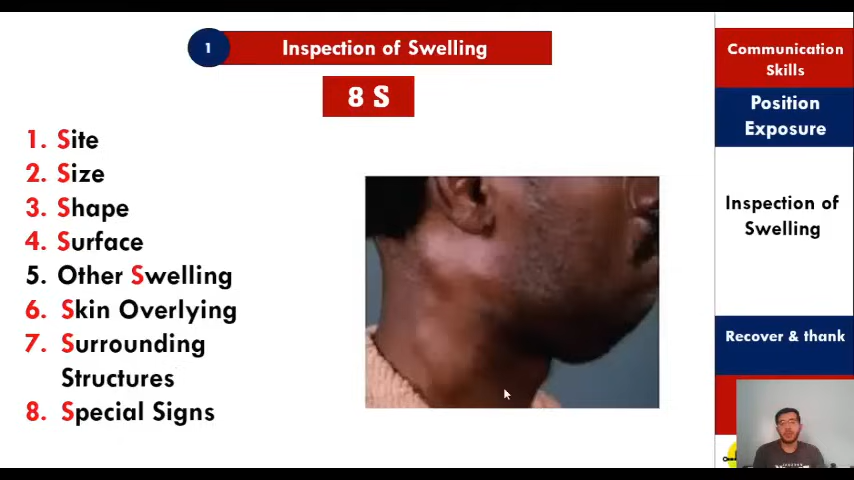 1
Inspection of Swelling
8 S
1. Site
2. Size
3. Shape
4. Surface
5. Other Swelling
6. Skin Overlying
7. Surrounding
Structures
8. Special Signs
Communication
Skills
Position
Exposure
Inspection of
Swelling
Recover & thank